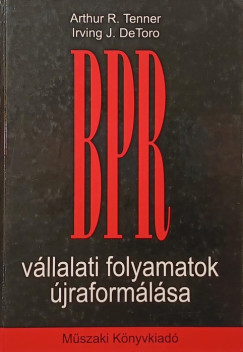 Arthur R. Tenner
Irving J. DeToro
BPR
vállalati folyamatok
újraformálása
Műszaki Könyvkiadó